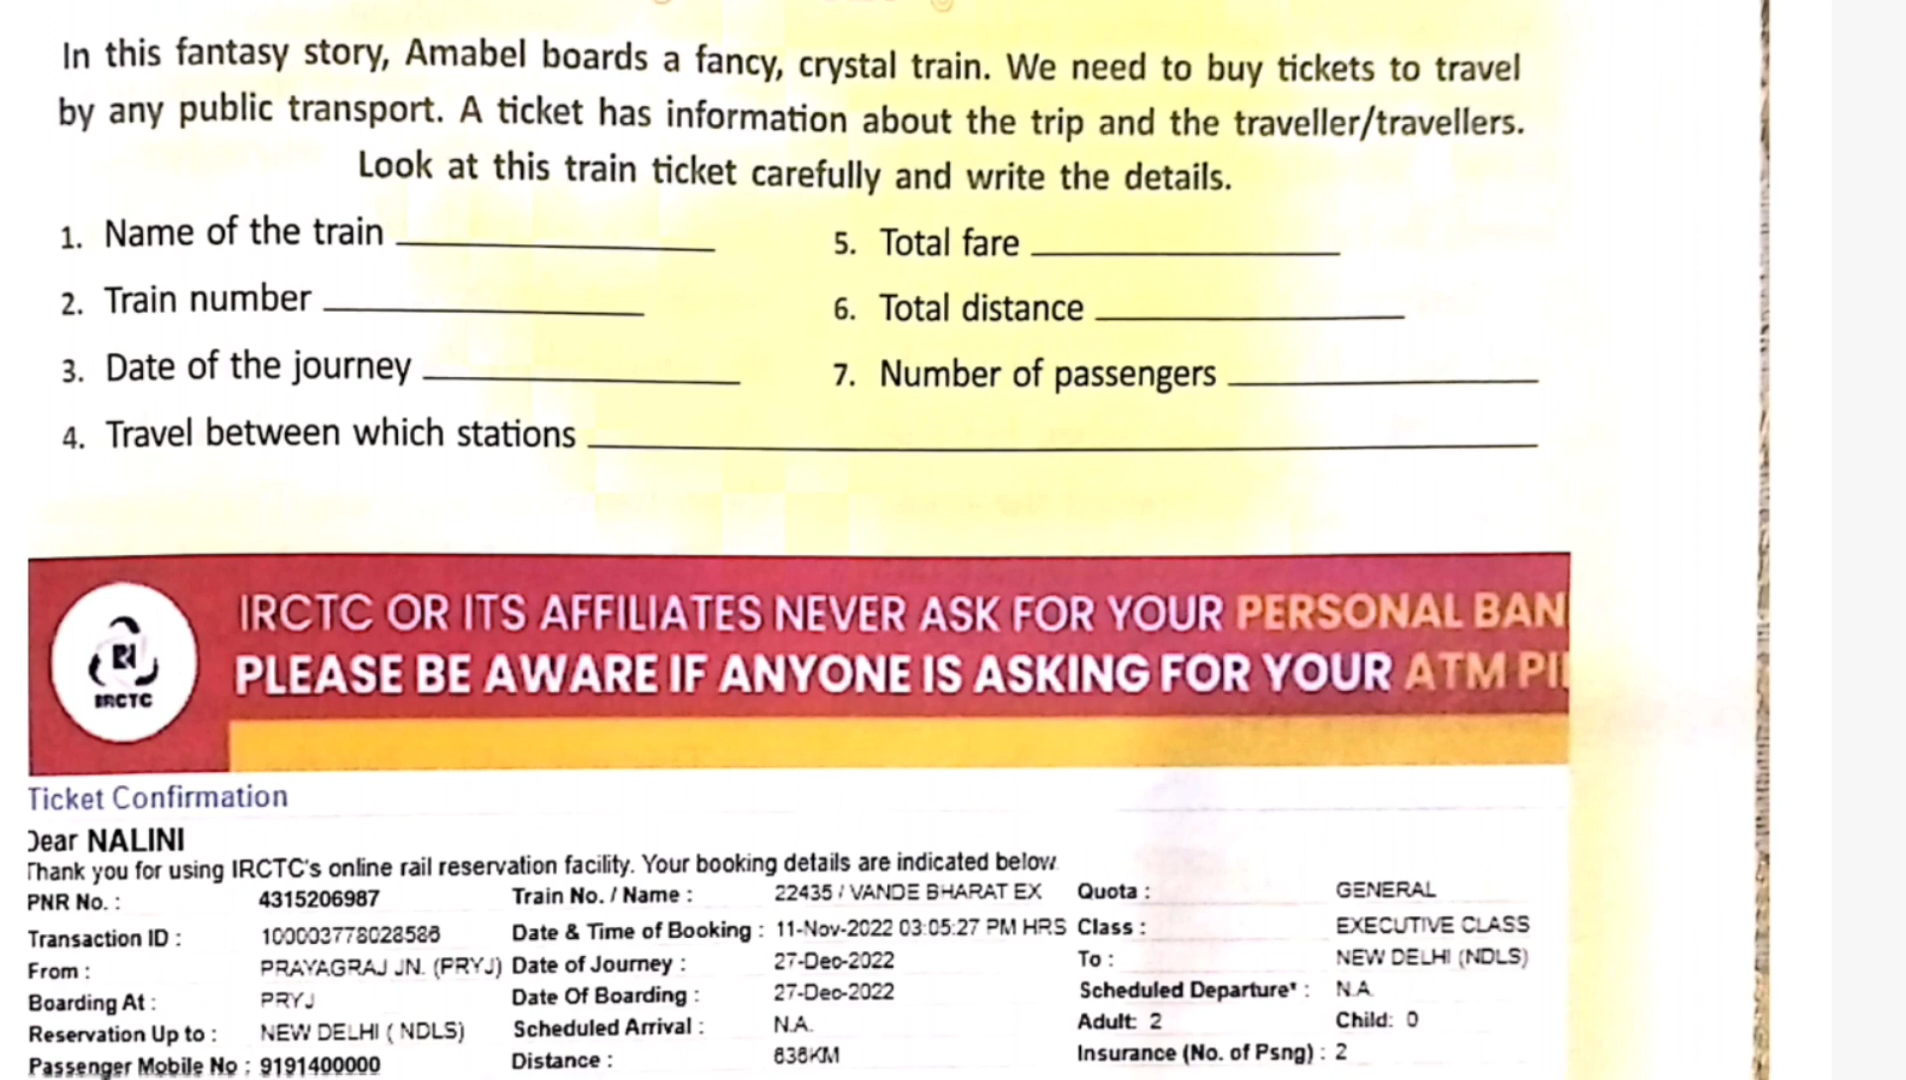 In this fantasy story, Amabel boards a fancy, crystal train. We need to buy tickets to travel
by any public transport. A ticket has information about the trip and the traveller/travellers.
Look at this train ticket carefully and write the details.
1. Name of the train
2. Train number
3. Date of the journey
4. Travel between which stations
5. Total fare
6. Total distance
7. Number of passengers
IRCTC OR ITS AFFILIATES NEVER ASK FOR YOUR PERSONAL BAN
PLEASE BE AWARE IF ANYONE IS ASKING FOR YOUR ATM PI
IRCTC
Ticket Confirmation
Dear NALINI
Thank you for using IRCTC's online rail reservation facility. Your booking details are indicated below.
PNR No. : 4315206987 Train No. / Name : 22435 / VANDE BHARAT EX Quota : GENERAL
Transaction ID : Date & Time of Booking : 11-Nov-2022 03:05:27 PM HRS Class : EXECUTIVE CLASS
From : PRAYAGRAJ JN. (PRYJ) Date of Journey : 27-Dec-2022 To : NEW DELHI (NDLS)
Boarding At : PRYJ Date Of Boarding : 27-Dec-2022 Scheduled Departure* : N.A.
Reservation Up to : NEW DELHI ( NDLS) Scheduled Arrival : N.A. Adult: 2 Child: 0
Passenger Mobile No : 9191400000 Distance : Insurance (No. of Psng) : 2